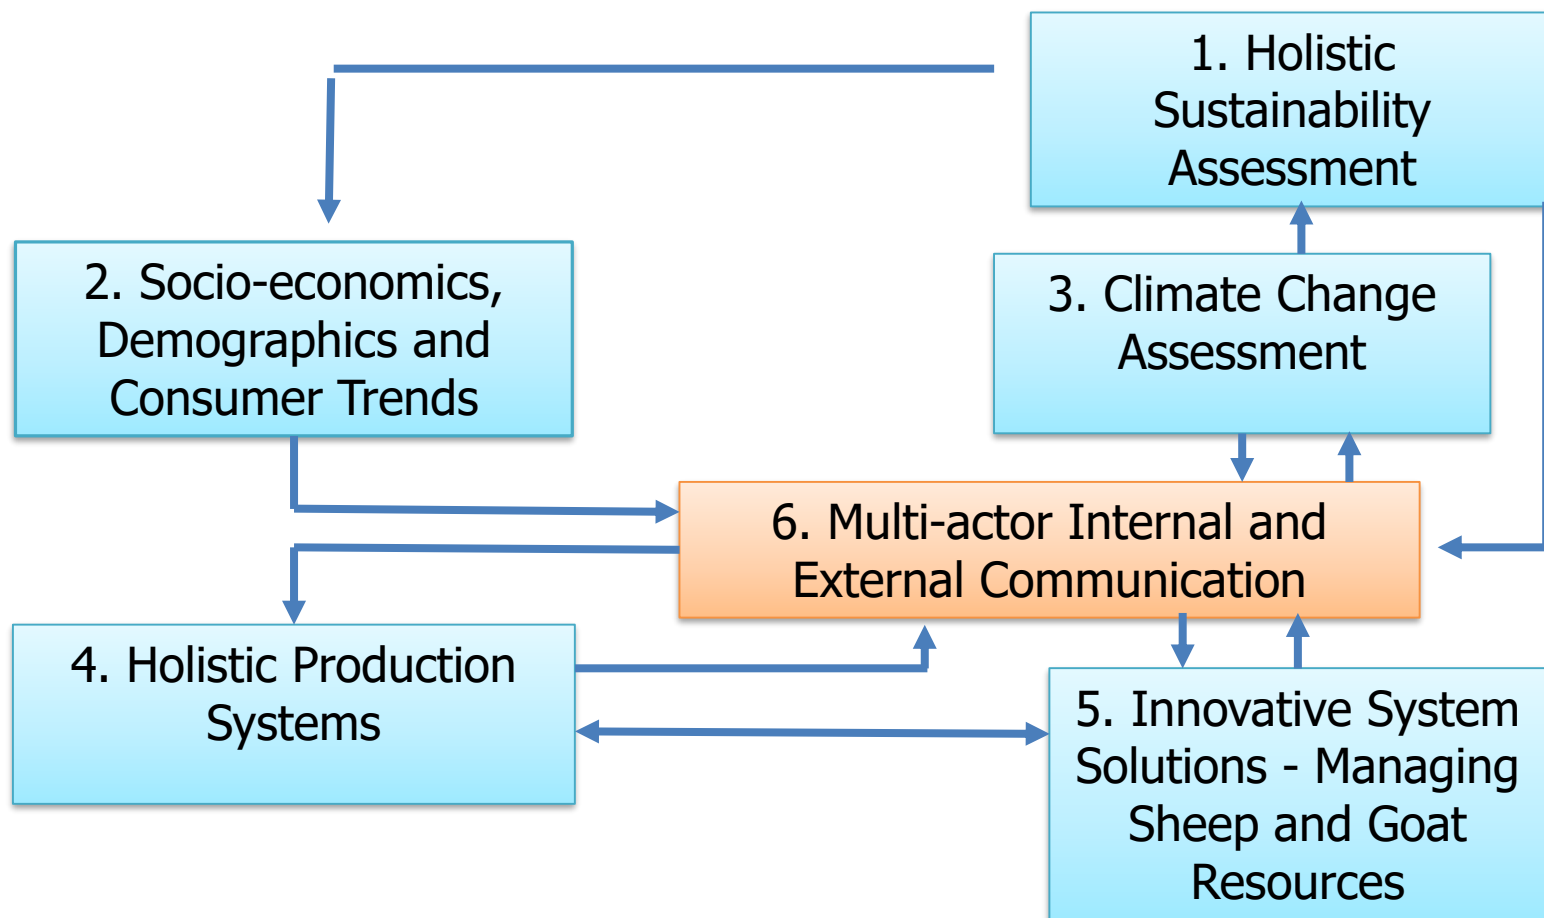 1. Holistic
Sustainability
Assessment
2. Socio-economics,
Demographics and
Consumer Trends
3. Climate Change
Assessment
6. Multi-actor Internal and
External Communication
4. Holistic Production
Systems
5. Innovative System
Solutions - Managing
Sheep and Goat
Resources